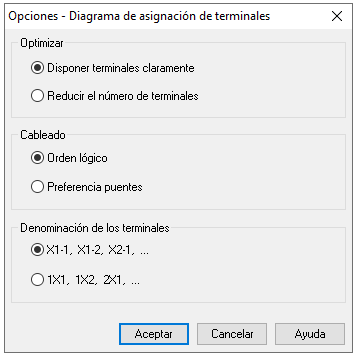 Opciones - Diagrama de asignación de terminales
Optimizar
Disponer terminales claramente
Reducir el número de terminales
Cableado
Orden lógico
Preferencia puentes
Denominación de los terminales
X1-1, X1-2, X2-1, ...
1X1, 1X2, 2X1, ...
Aceptar Cancelar Ayuda